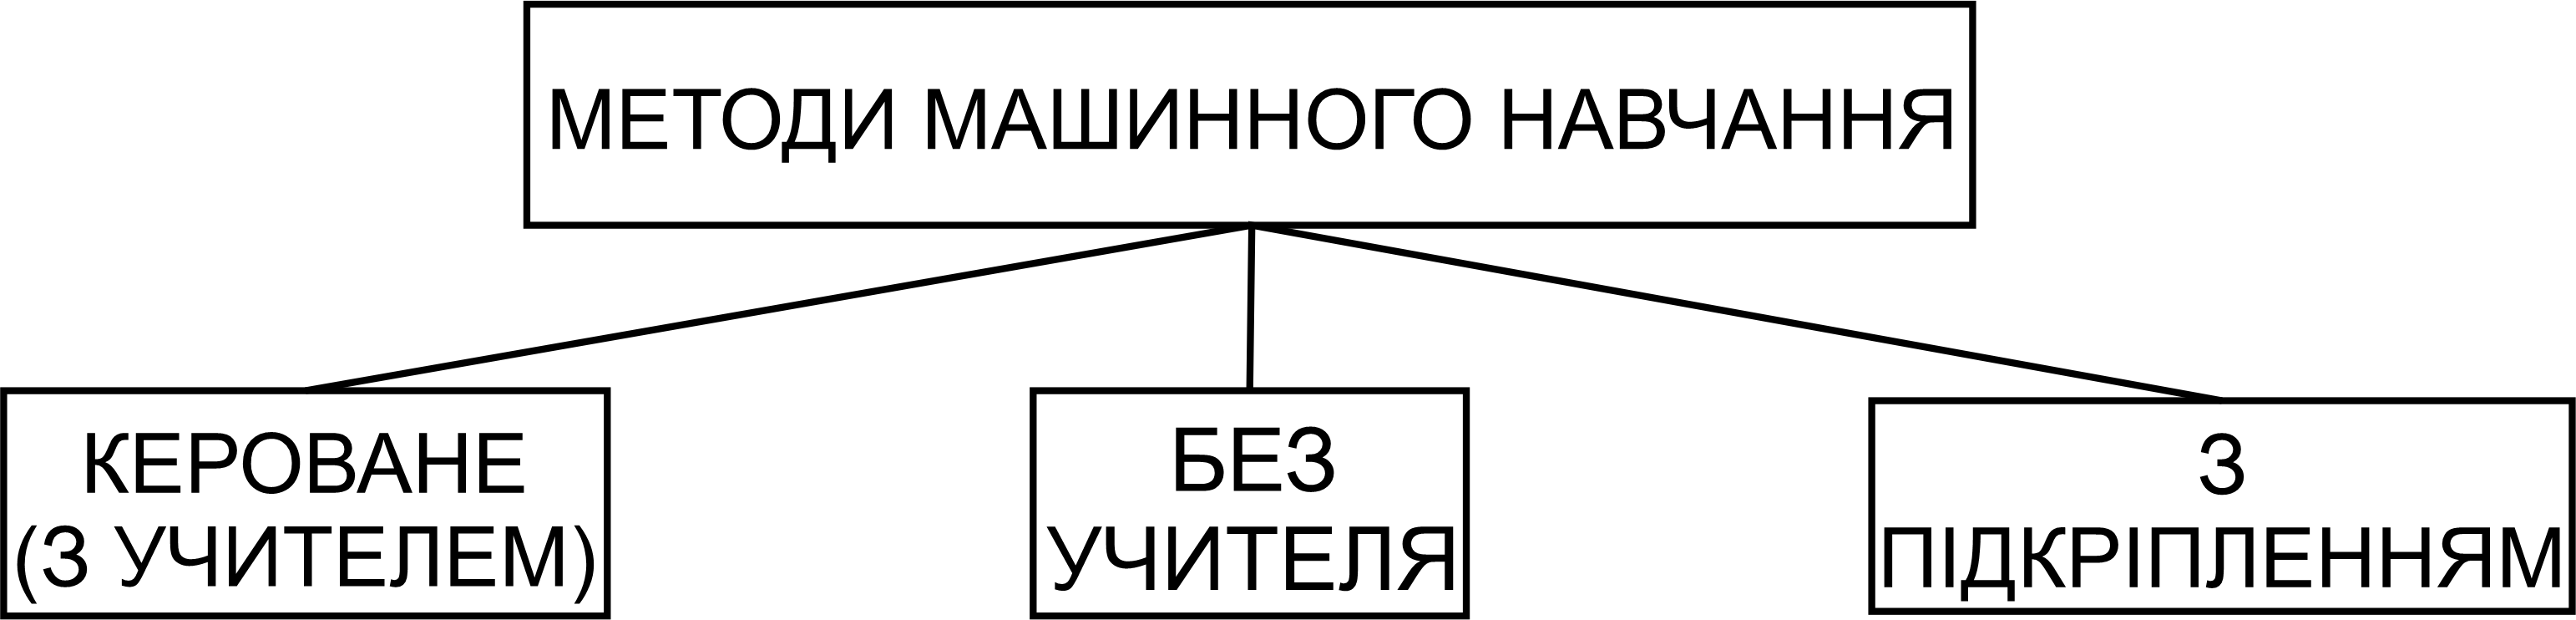 МЕТОДИ МАШИННОГО НАВЧАННЯ
КЕРОВАНЕ
(З УЧИТЕЛЕМ)
БЕЗ
УЧИТЕЛЯ
З
ПІДКРІПЛЕННЯМ